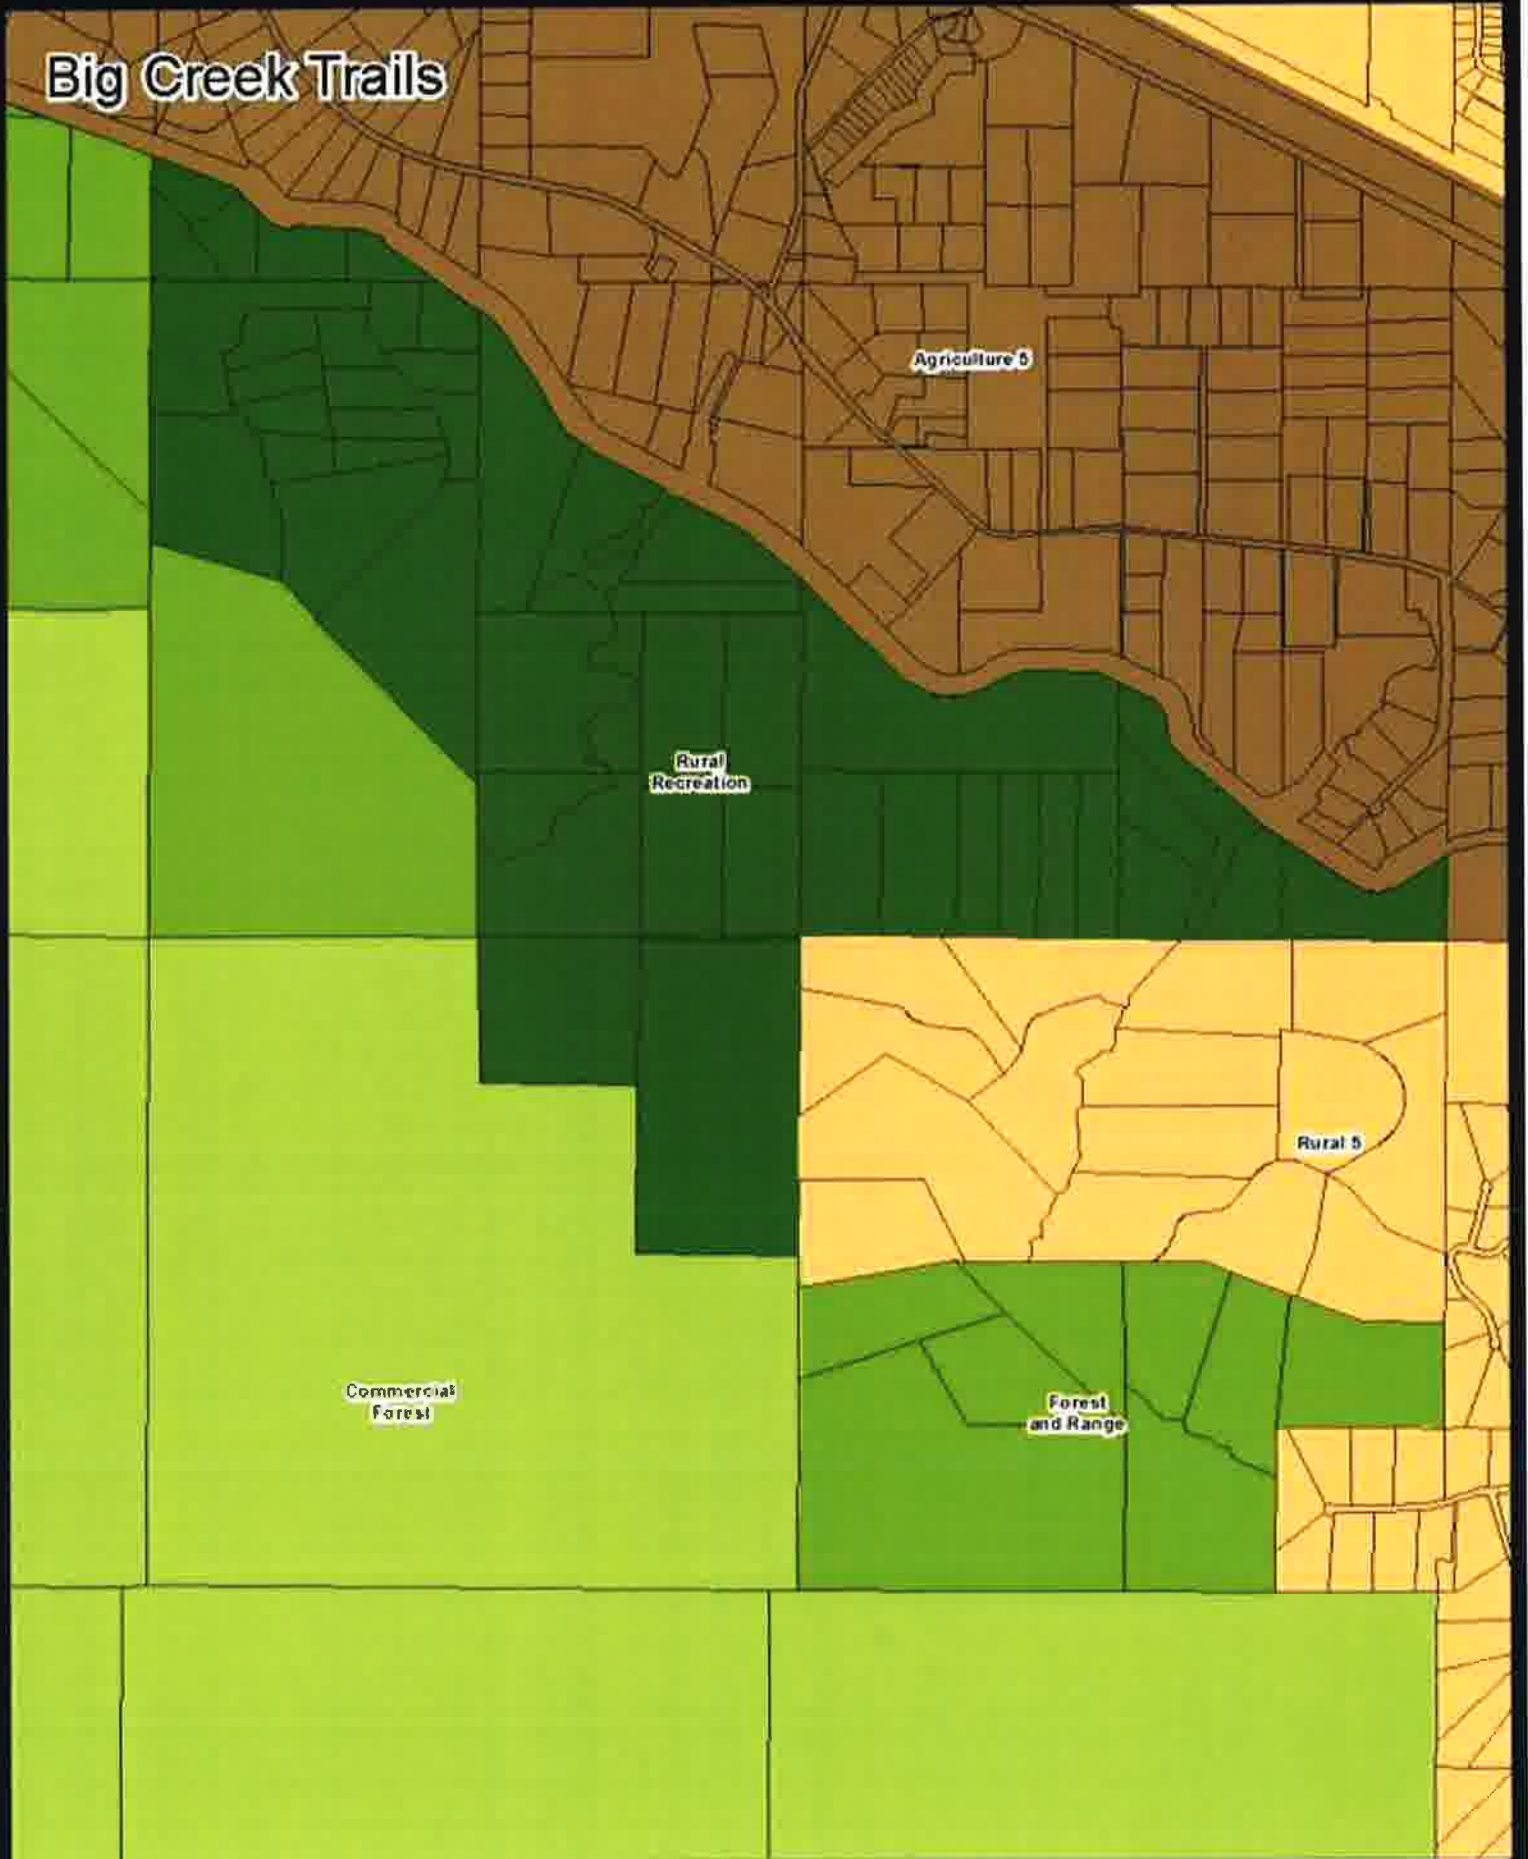 Big Creek Trails
Agriculture 5
Rural
Recreation
Rural 5
Commercial
Forest
Forest
and Range